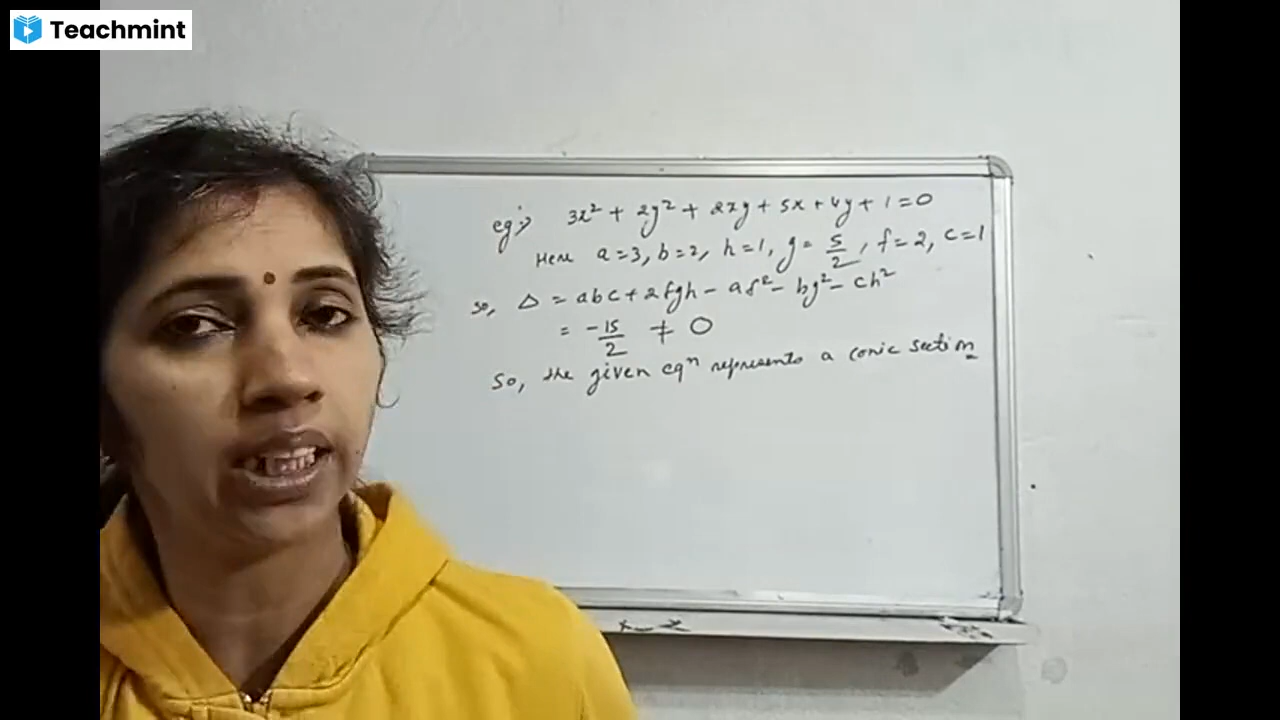 Teachmint
eg:→ 3x² + 2y² + 2xy + 5x + 4y + 1 = 0
Here a = 3, b = 2, h = 1, g = 5/2, f = 2, c = 1
So, Δ = abc + 2fgh - af² - bg² - ch²
= -15/2 ≠ 0
So, the given eqⁿ represents a conic section